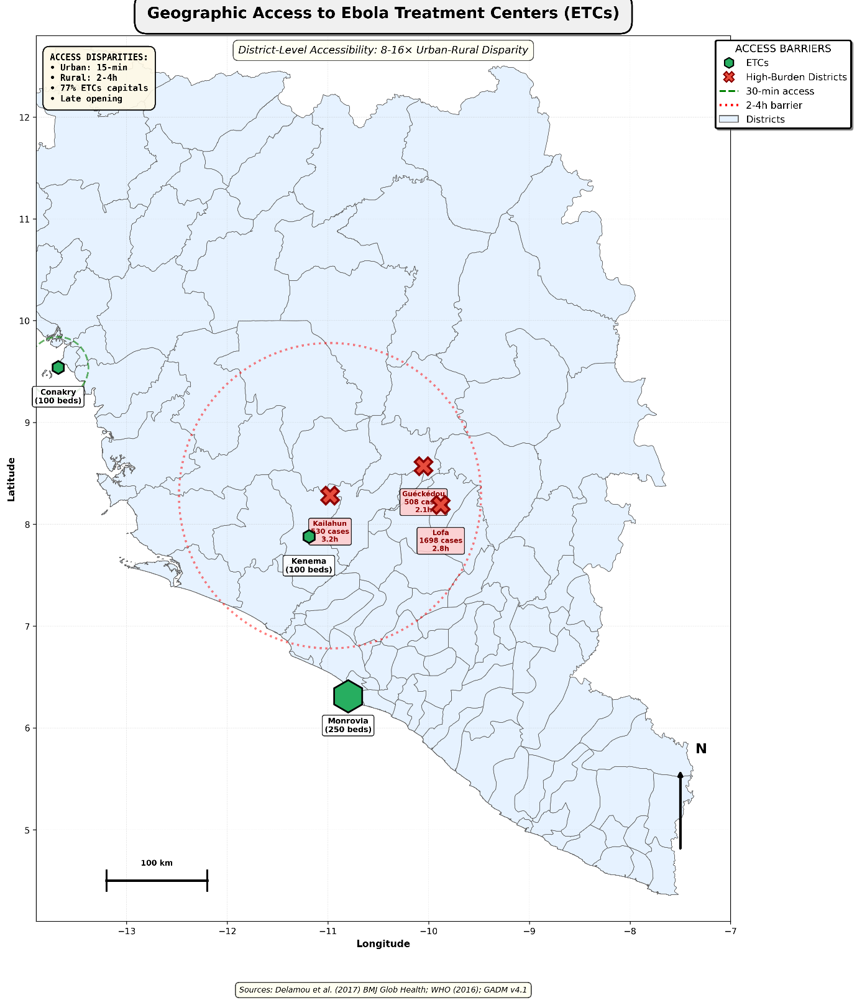 Geographic Access to Ebola Treatment Centers (ETCs)
District-Level Accessibility: 8-16× Urban-Rural Disparity
ACCESS DISPARITIES:
• Urban: 15-min
• Rural: 2-4h
• 77% ETCs capitals
• Late opening
ACCESS BARRIERS
ETCs
High-Burden Districts
30-min access
2-4h barrier
Districts
12
11
10
9
8
7
6
5
Latitude
Conakry
(100 beds)
Guéckédou
508
2.1h
Kailahun
530 cases
3.2h
Lofa
1698 cases
2.8h
Kenema
(100 beds)
Monrovia
(250 beds)
N
100 km
−13
−12
−11
−10
−9
−8
−7
Longitude
Sources: Delamou et al. (2017) BMJ Glob Health; WHO (2016); GADM v4.1